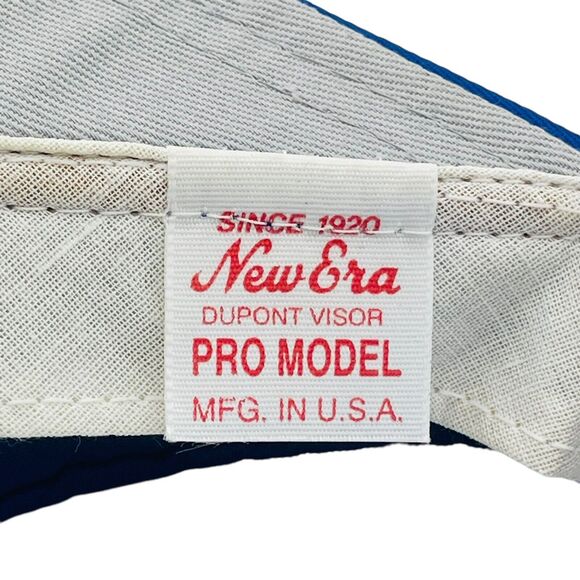 SINCE 1920
New Era
DUPONT VISOR
PRO MODEL
MFG. IN U.S.A.